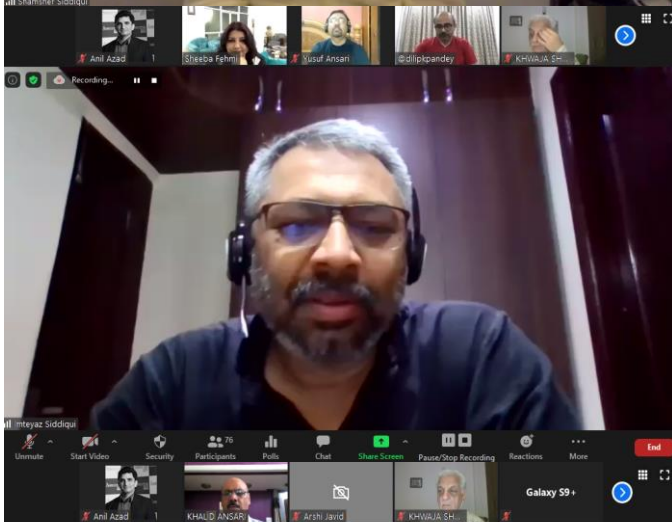 Shamsher Siddiqui
Anil Azad
Sheeba Fehmi
Yusuf Ansari
@dilipkpandey
KHWAJA SH...
Recording...
mteyaz Siddiqui
76
Unmute
Start Video
Security
Participants
Polls
Chat
Share Screen
Pause/Stop Recording
Reactions
More
End
Galaxy S9+
Anil Azad
KHALID ANSARI
Arshi Javid
KHWAJA SH...